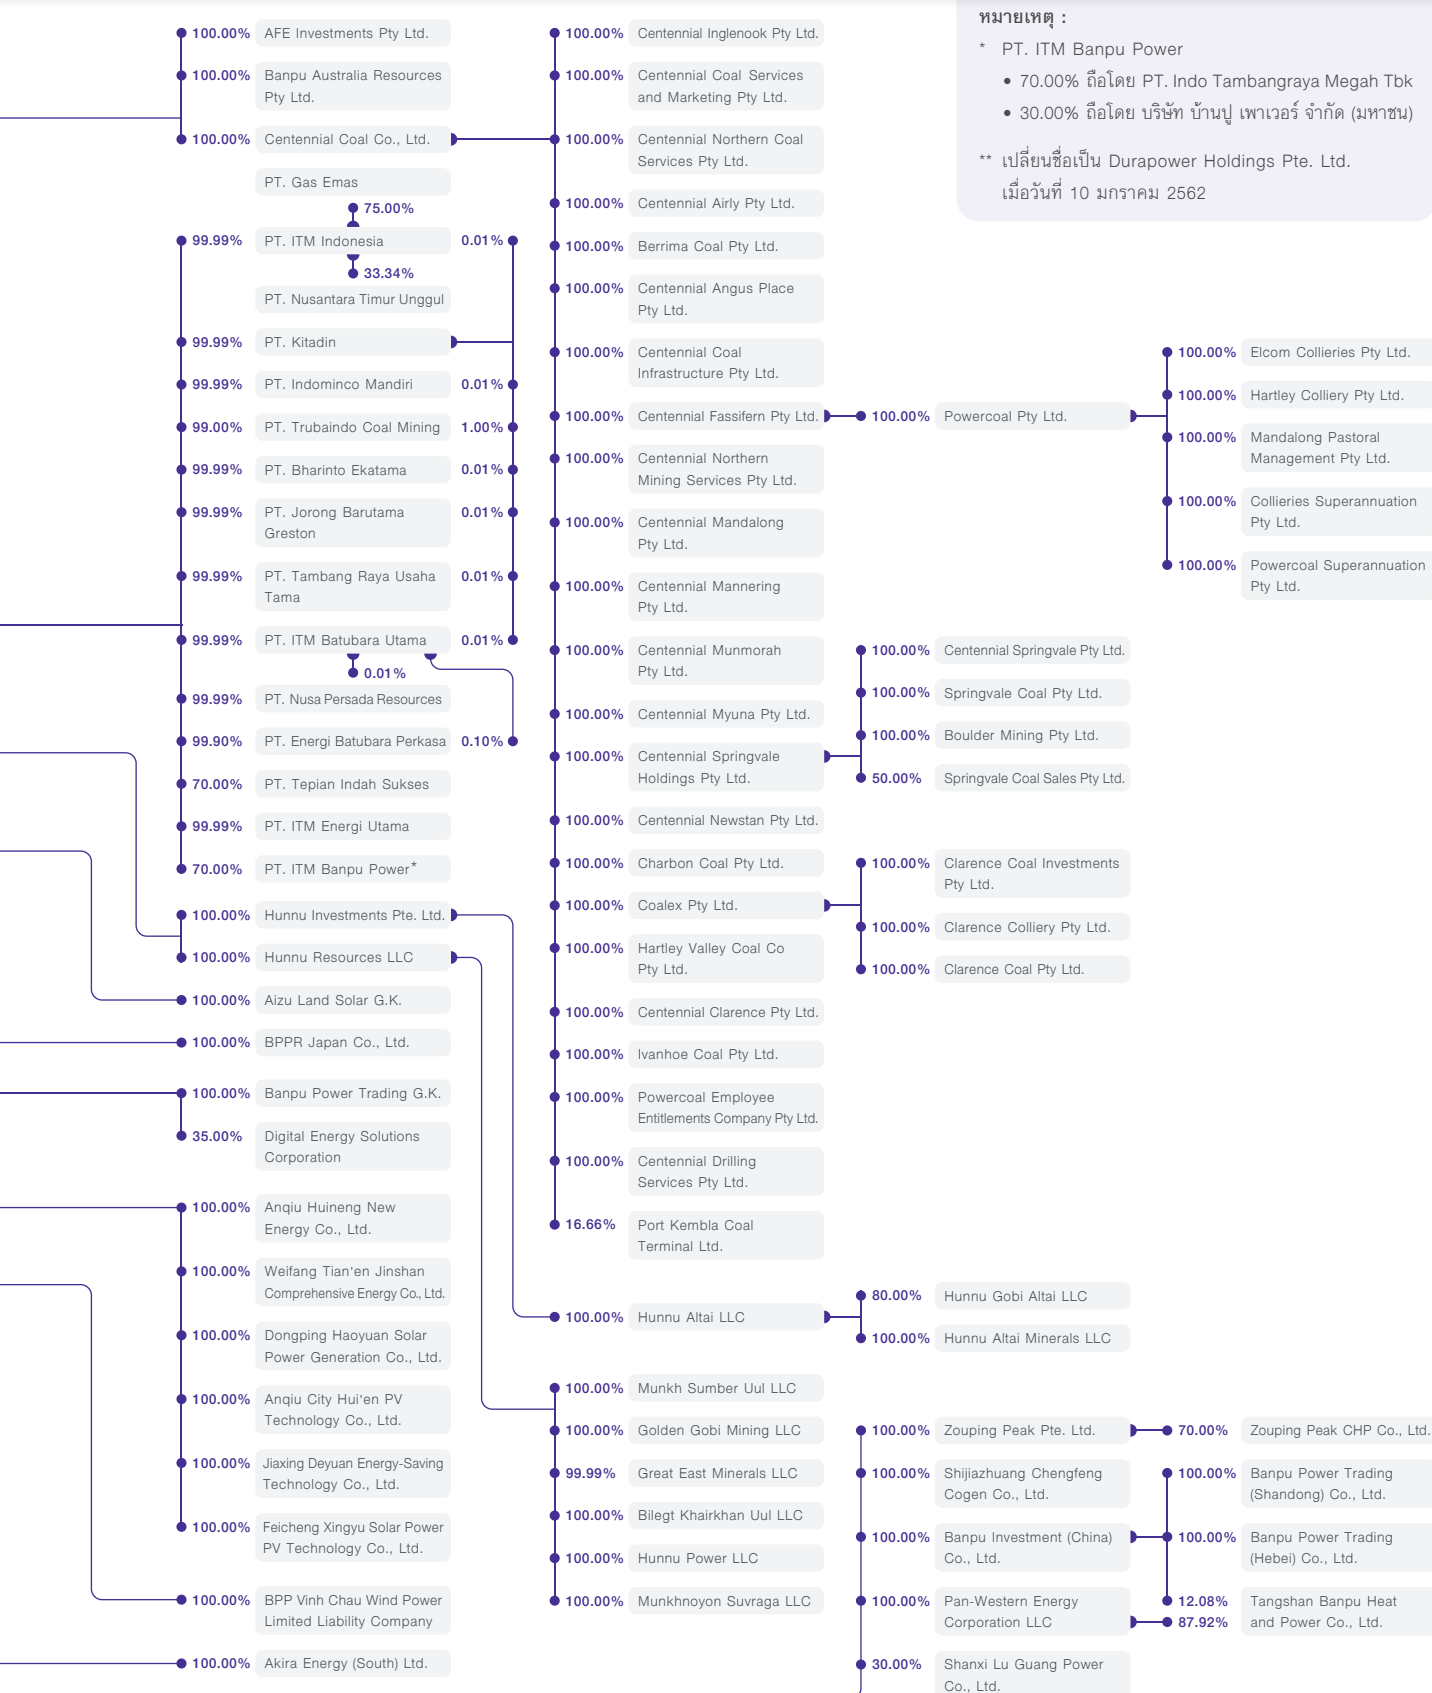 100.00% AFE Investments Pty Ltd.
100.00% Banpu Australia Resources
Pty Ltd.
100.00% Centennial Coal Co., Ltd.
PT. Gas Emas
75.00%
99.99% PT. ITM Indonesia 0.01%
33.34%
PT. Nusantara Timur Unggul
99.99% PT. Kitadin
99.99% PT. Indominco Mandiri 0.01%
99.00% PT. Trubaindo Coal Mining 1.00%
99.99% PT. Bharinto Ekatama 0.01%
99.99% PT. Jorong Barutama 0.01%
Greston
99.99% PT. Tambang Raya Usaha 0.01%
Tama
99.99% PT. ITM Batubara Utama 0.01%
0.01%
99.99% PT. Nusa Persada Resources
99.90% PT. Energi Batubara Perkasa 0.10%
70.00% PT. Tepian Indah Sukses
99.99% PT. ITM Energi Utama
70.00% PT. ITM Banpu Power*
100.00% Hunnu Investments Pte. Ltd.
100.00% Hunnu Resources LLC
100.00% Aizu Land Solar G.K.
100.00% BPPR Japan Co., Ltd.
100.00% Banpu Power Trading G.K.
35.00% Digital Energy Solutions
Corporation
100.00% Anqiu Huineng New
Energy Co., Ltd.
100.00% Weifang Tian'en Jinshan
Comprehensive Energy Co., Ltd.
100.00% Dongping Haoyuan Solar
Power Generation Co., Ltd.
100.00% Anqiu City Hui'en PV
Technology Co., Ltd.
100.00% Jiaxing Deyuan Energy-Saving
Technology Co., Ltd.
100.00% Feicheng Xingyu Solar Power
PV Technology Co., Ltd.
100.00% BPP Vinh Chau Wind Power
Limited Liability Company
100.00% Akira Energy (South) Ltd.
100.00% Centennial Inglenook Pty Ltd.
100.00% Centennial Coal Services
and Marketing Pty Ltd.
100.00% Centennial Northern Coal
Services Pty Ltd.
100.00% Centennial Airly Pty Ltd.
100.00% Berrima Coal Pty Ltd.
100.00% Centennial Angus Place
Pty Ltd.
100.00% Centennial Coal
Infrastructure Pty Ltd.
100.00% Centennial Fassifern Pty Ltd.
100.00% Centennial Northern
Mining Services Pty Ltd.
100.00% Centennial Mandalong
Pty Ltd.
100.00% Centennial Mannering
Pty Ltd.
100.00% Centennial Munmorah
Pty Ltd.
100.00% Centennial Myuna Pty Ltd.
100.00% Centennial Springvale
Holdings Pty Ltd.
100.00% Centennial Newstan Pty Ltd.
100.00% Charbon Coal Pty Ltd.
100.00% Coalex Pty Ltd.
100.00% Hartley Valley Coal Co
Pty Ltd.
100.00% Centennial Clarence Pty Ltd.
100.00% Ivanhoe Coal Pty Ltd.
100.00% Powercoal Employee
Entitlements Company Pty Ltd.
100.00% Centennial Drilling
Services Pty Ltd.
16.66% Port Kembla Coal
Terminal Ltd.
100.00% Hunnu Altai LLC
100.00% Munkh Sumber Uul LLC
100.00% Golden Gobi Mining LLC
99.99% Great East Minerals LLC
100.00% Bilegt Khairkhan Uul LLC
100.00% Hunnu Power LLC
100.00% Munkhnoyon Suvraga LLC
100.00% Powercoal Pty Ltd.
100.00% Centennial Springvale Pty Ltd.
100.00% Springvale Coal Pty Ltd.
100.00% Boulder Mining Pty Ltd.
50.00% Springvale Coal Sales Pty Ltd.
100.00% Clarence Coal Investments
Pty Ltd.
100.00% Clarence Colliery Pty Ltd.
100.00% Clarence Coal Pty Ltd.
80.00% Hunnu Gobi Altai LLC
100.00% Hunnu Altai Minerals LLC
100.00% Zouping Peak Pte. Ltd.
100.00% Shijiazhuang Chengfeng
Cogen Co., Ltd.
100.00% Banpu Investment (China)
Co., Ltd.
100.00% Pan-Western Energy
Corporation LLC
30.00% Shanxi Lu Guang Power
Co., Ltd.
หมายเหตุ :
* PT. ITM Banpu Power
• 70.00% ถือโดย PT. Indo Tambangraya Megah Tbk
• 30.00% ถือโดย บริษัท บ้านปู เพาเวอร์ จำกัด (มหาชน)
** เปลี่ยนชื่อเป็น Durapower Holdings Pte. Ltd.
เมื่อวันที่ 10 มกราคม 2562
100.00% Elcom Collieries Pty Ltd.
100.00% Hartley Colliery Pty Ltd.
100.00% Mandalong Pastoral
Management Pty Ltd.
100.00% Collieries Superannuation
Pty Ltd.
100.00% Powercoal Superannuation
Pty Ltd.
70.00% Zouping Peak CHP Co., Ltd.
100.00% Banpu Power Trading
(Shandong) Co., Ltd.
100.00% Banpu Power Trading
(Hebei) Co., Ltd.
12.08% Tangshan Banpu Heat
87.92% and Power Co., Ltd.